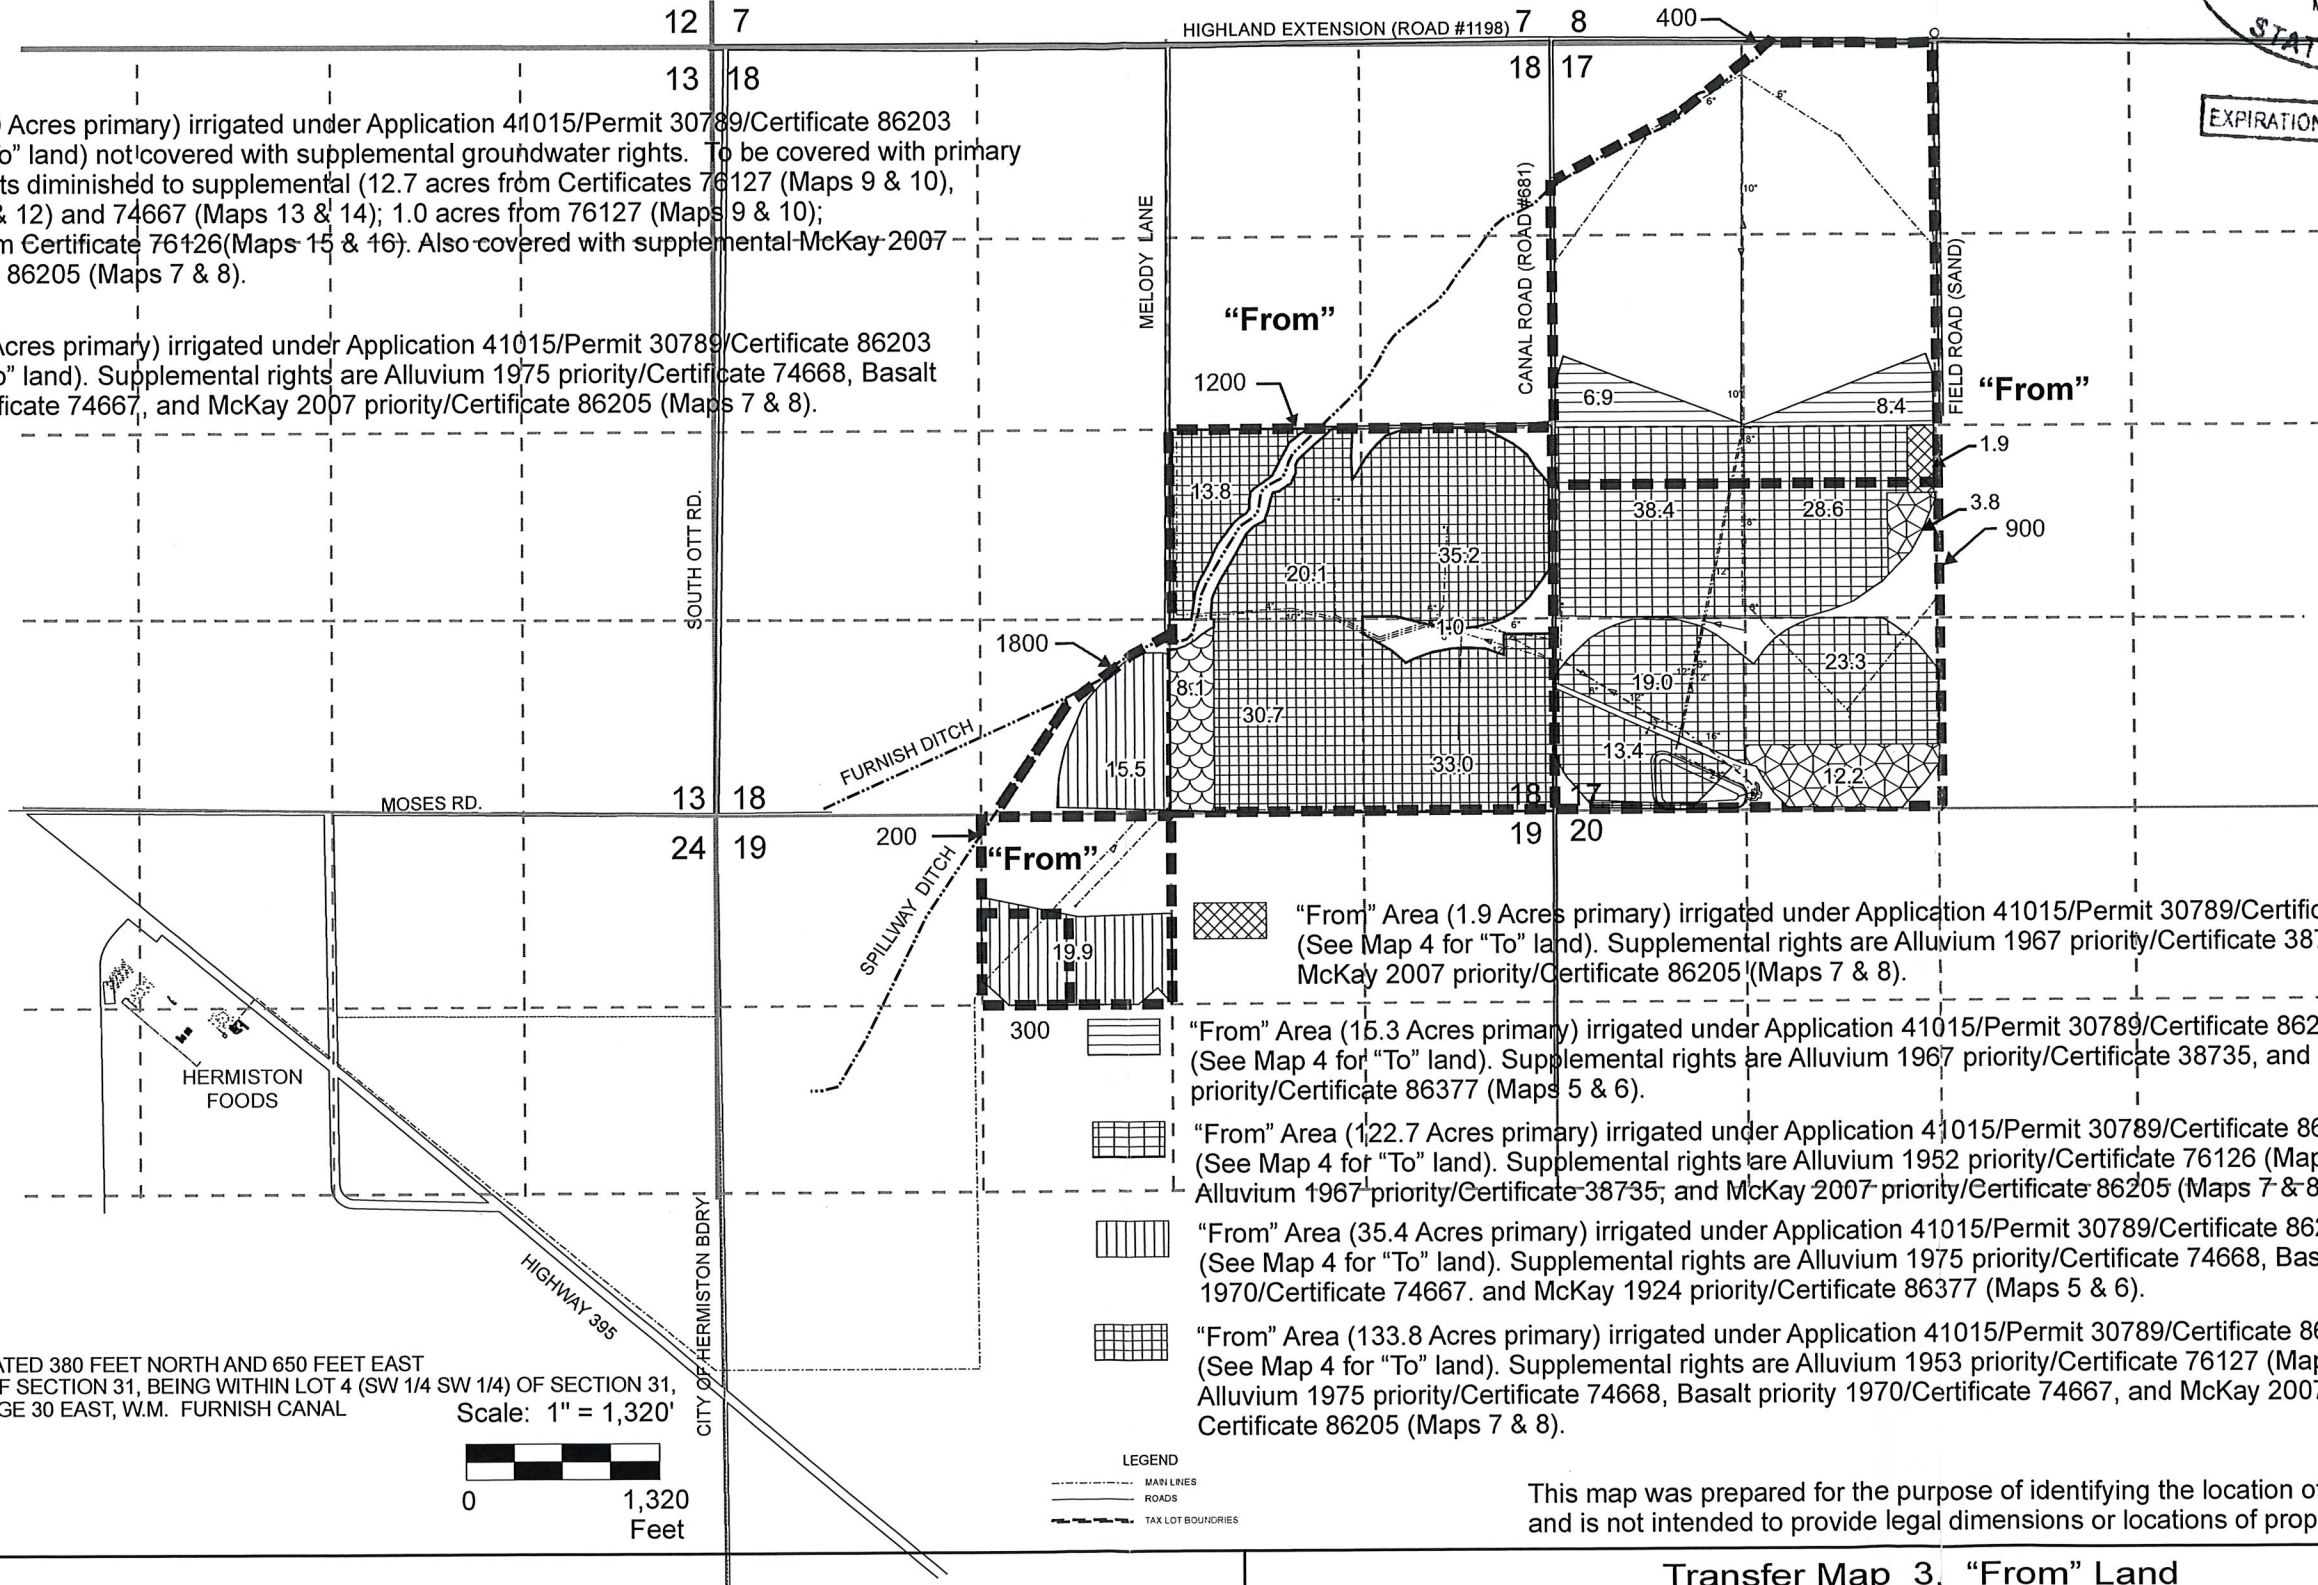 12 7
HIGHLAND EXTENSION (ROAD #1198) 7 8
400
STAT
13 18
18 17
EXPIRATION
Acres primary) irrigated under Application 41015/Permit 30789/Certificate 86203
o” land) not covered with supplemental groundwater rights. To be covered with primary
ts diminished to supplemental (12.7 acres from Certificates 76127 (Maps 9 & 10),
& 12) and 74667 (Maps 13 & 14); 1.0 acres from 76127 (Maps 9 & 10);
m Certificate 76126(Maps 15 & 16). Also covered with supplemental McKay 2007
86205 (Maps 7 & 8).
Acres primary) irrigated under Application 41015/Permit 30789/Certificate 86203
o” land). Supplemental rights are Alluvium 1975 priority/Certificate 74668, Basalt
ficate 74667, and McKay 2007 priority/Certificate 86205 (Maps 7 & 8).
MELODY LANE
CANAL ROAD (ROAD #681)
FIELD ROAD (SAND)
SOUTH OTT RD.
6"
6"
10"
10"
“From”
“From”
1200
6.9
8.4
1.9
8"
13.8
38.4
28.6
3.8
900
8"
35.2
20.1
12"
1.0
6"
6"
1800
8.1
19.0
23.3
30.7
13.4
16"
33.0
15.5
12.2
FURNISH DITCH
MOSES RD.
13 18
18 17
24 19
19 20
200
“From”
SPILLWAY DITCH
19.9
300
“From” Area (1.9 Acres primary) irrigated under Application 41015/Permit 30789/Certific
(See Map 4 for “To” land). Supplemental rights are Alluvium 1967 priority/Certificate 387
McKay 2007 priority/Certificate 86205 (Maps 7 & 8).
“From” Area (15.3 Acres primary) irrigated under Application 41015/Permit 30789/Certificate 862
(See Map 4 for “To” land). Supplemental rights are Alluvium 1967 priority/Certificate 38735, and
priority/Certificate 86377 (Maps 5 & 6).
“From” Area (122.7 Acres primary) irrigated under Application 41015/Permit 30789/Certificate 86
(See Map 4 for “To” land). Supplemental rights are Alluvium 1952 priority/Certificate 76126 (Map
Alluvium 1967 priority/Certificate 38735, and McKay 2007 priority/Certificate 86205 (Maps 7 & 8
“From” Area (35.4 Acres primary) irrigated under Application 41015/Permit 30789/Certificate 862
(See Map 4 for “To” land). Supplemental rights are Alluvium 1975 priority/Certificate 74668, Bas
1970/Certificate 74667. and McKay 1924 priority/Certificate 86377 (Maps 5 & 6).
“From” Area (133.8 Acres primary) irrigated under Application 41015/Permit 30789/Certificate 86
(See Map 4 for “To” land). Supplemental rights are Alluvium 1953 priority/Certificate 76127 (Map
Alluvium 1975 priority/Certificate 74668, Basalt priority 1970/Certificate 74667, and McKay 2007
Certificate 86205 (Maps 7 & 8).
HERMISTON
FOODS
HIGHWAY 395
CITY OF HERMISTON BDRY
ATED 380 FEET NORTH AND 650 FEET EAST
F SECTION 31, BEING WITHIN LOT 4 (SW 1/4 SW 1/4) OF SECTION 31,
GE 30 EAST, W.M. FURNISH CANAL
Scale: 1" = 1,320'
0 1,320
Feet
LEGEND
MAIN LINES
ROADS
TAX LOT BOUNDRIES
This map was prepared for the purpose of identifying the location of
and is not intended to provide legal dimensions or locations of prop
Transfer Map 3, “From” Land